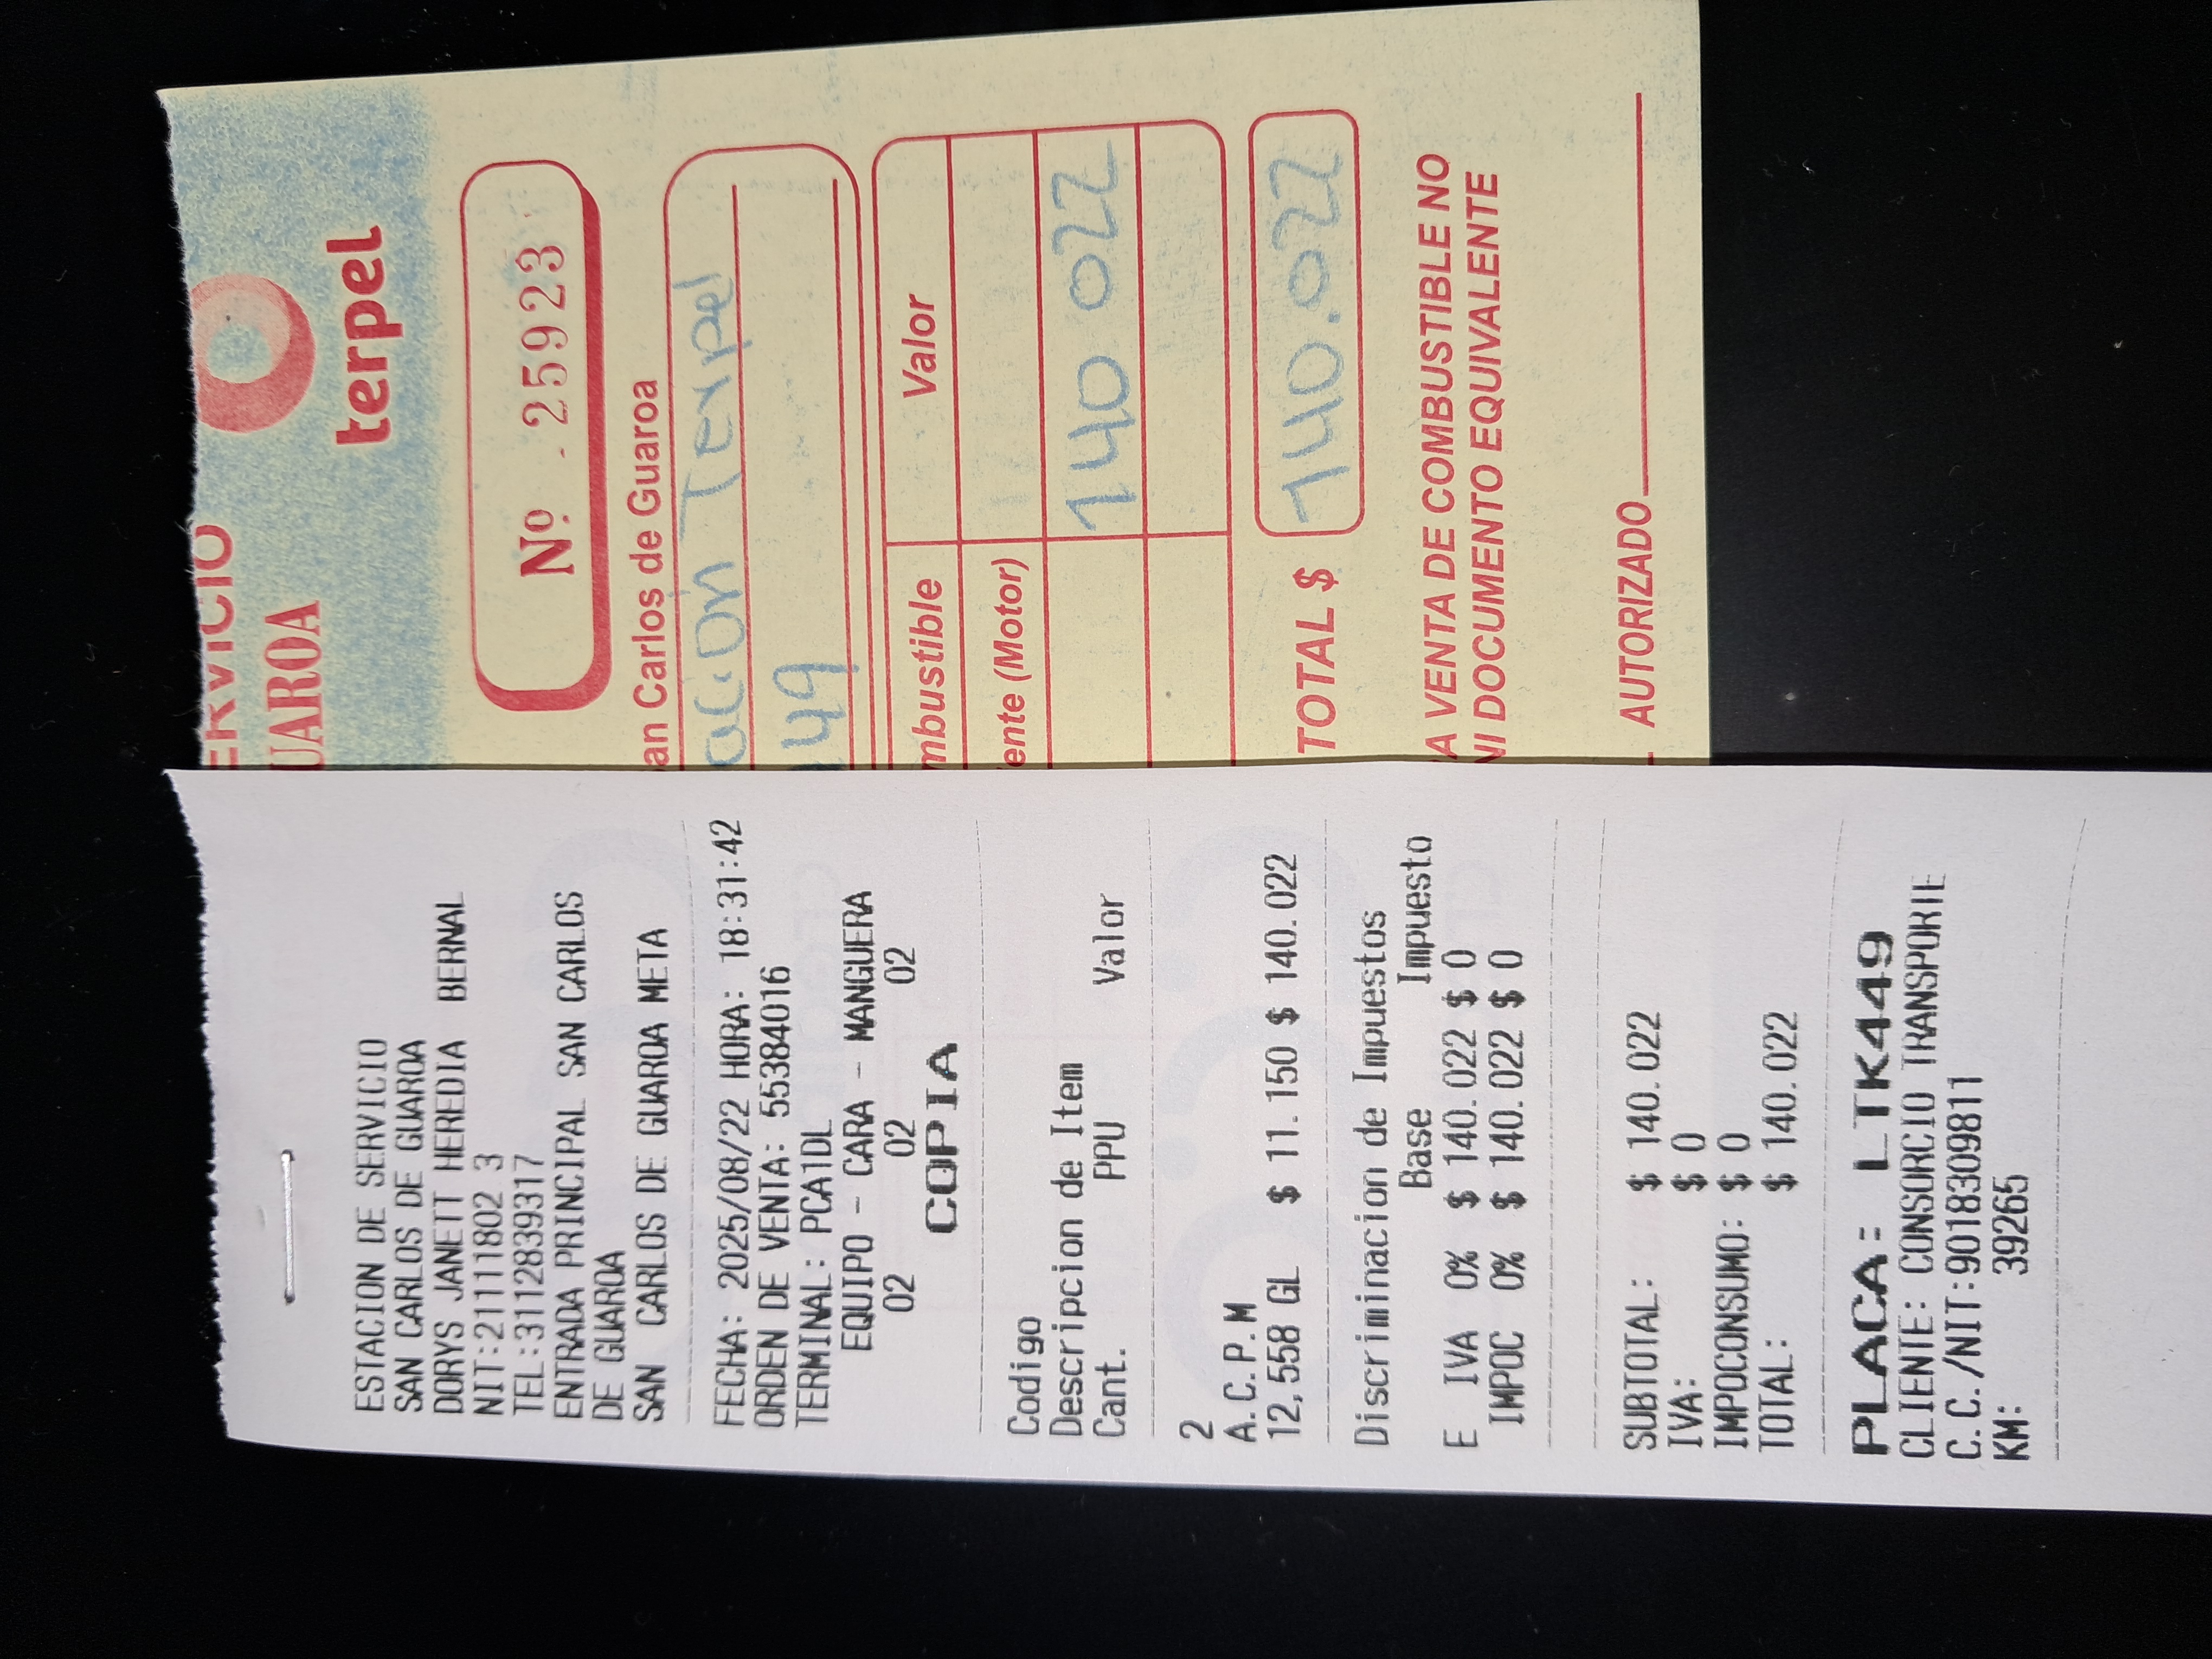 ESTACION DE SERVICIO
SAN CARLOS DE GUAROA
DORYS JANETT HEREDIA BERNAL
NIT:21111802 3
TEL:3112839317
ENTRADA PRINCIPAL SAN CARLOS
DE GUAROA
SAN CARLOS DE GUAROA META
FECHA: 2025/08/22 HORA: 18:31:42
ORDEN DE VENTA: 55384016
TERMINAL: PCA1DL
EQUIPO - CARA - MANGUERA
02 02 02
COPIA
Codigo
Descripcion de Item
Cant. PPU Valor
2
A.C.P.M
12,558 GL $ 11.150 $ 140.022
Discriminacion de Impuestos
Base Impuesto
E IVA 0% $ 140.022 $ 0
IMPOC 0% $ 140.022 $ 0
SUBTOTAL: $ 140.022
IVA: $ 0
IMPOCONSUMO: $ 0
TOTAL: $ 140.022
PLACA: LTK449
CLIENTE: CONSORCIO TRANSPORTE
C.C./NIT:9018309811
KM: 39265
ERVICIO
UAROA
terpel
Nº. 25923
an Carlos de Guaroa
ación Terpel
49
mbustible Valor
ente (Motor)
140 022
TOTAL $ 140.022
A VENTA DE COMBUSTIBLE NO
NI DOCUMENTO EQUIVALENTE
AUTORIZADO